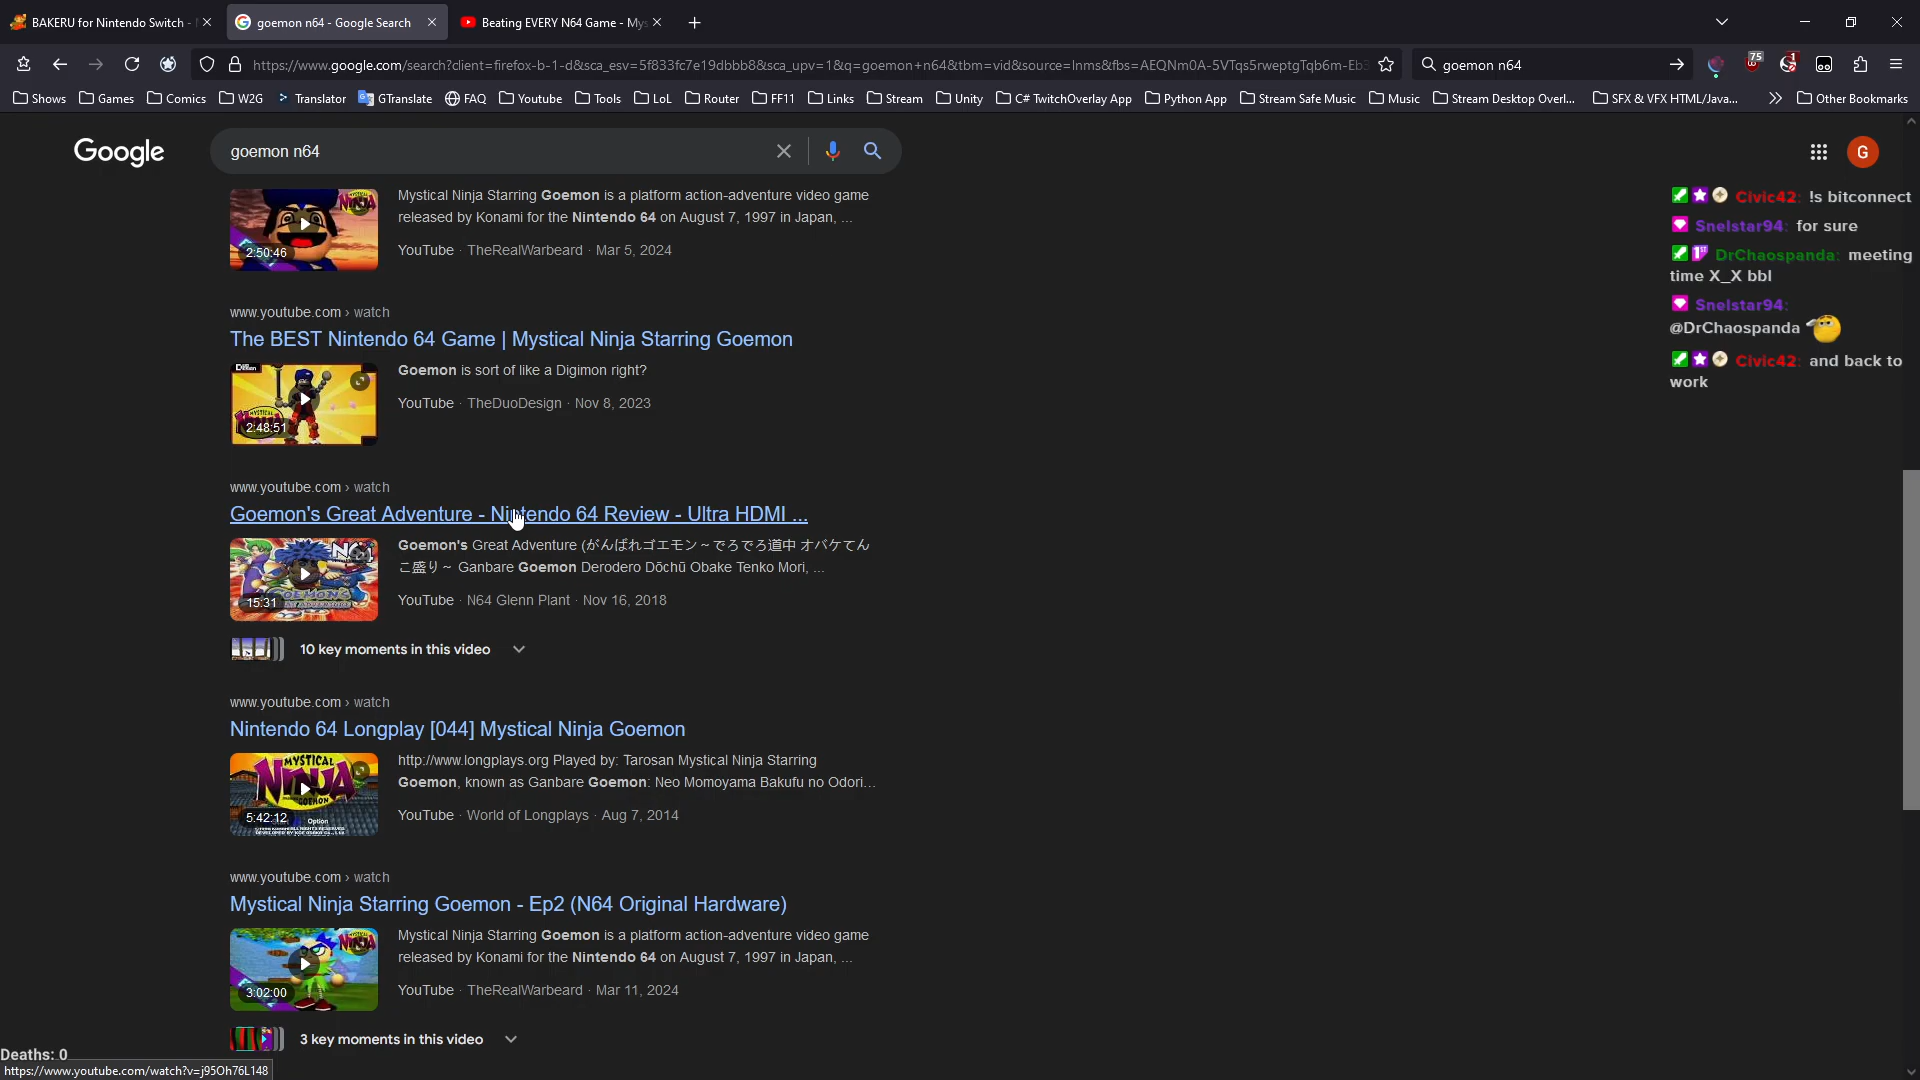 BAKERU for Nintendo Switch -
goemon n64 - Google Search
Beating EVERY N64 Game - Mys
https://www.google.com/search?client=firefox-b-1-d&sca_esv=5f833fc7e19dbbb8&sca_upv=1&q=goemon+n64&tbm=vid&source=lnms&fbs=AEQNm0A-5VTqs5rweptgTqb6m-Eb3
goemon n64
75
1
Shows
Games
Comics
W2G
Translator
GTranslate
FAQ
Youtube
Tools
LoL
Router
FF11
Links
Stream
Unity
C# TwitchOverlay App
Python App
Stream Safe Music
Music
Stream Desktop Overl...
SFX & VFX HTML/Java...
Other Bookmarks
Google
goemon n64
G
Mystical Ninja Starring Goemon is a platform action-adventure video game
released by Konami for the Nintendo 64 on August 7, 1997 in Japan, ...
2:50:46
YouTube · TheRealWarbeard · Mar 5, 2024
www.youtube.com › watch
The BEST Nintendo 64 Game | Mystical Ninja Starring Goemon
Goemon is sort of like a Digimon right?
YouTube · TheDuoDesign · Nov 8, 2023
2:48:51
www.youtube.com › watch
Goemon's Great Adventure - Nintendo 64 Review - Ultra HDMI ...
Goemon's Great Adventure (がんばれゴエモン~でろでろ道中 オバケてん
こ盛り~ Ganbare Goemon Derodero Dōchū Obake Tenko Mori, ...
15:31
YouTube · N64 Glenn Plant · Nov 16, 2018
10 key moments in this video
www.youtube.com › watch
Nintendo 64 Longplay [044] Mystical Ninja Goemon
MYSTICAL
NINJA
Option
http://www.longplays.org Played by: Tarosan Mystical Ninja Starring
Goemon, known as Ganbare Goemon: Neo Momoyama Bakufu no Odori...
5:42:12
YouTube · World of Longplays · Aug 7, 2014
www.youtube.com › watch
Mystical Ninja Starring Goemon - Ep2 (N64 Original Hardware)
Mystical Ninja Starring Goemon is a platform action-adventure video game
released by Konami for the Nintendo 64 on August 7, 1997 in Japan, ...
3:02:00
YouTube · TheRealWarbeard · Mar 11, 2024
3 key moments in this video
Civic42: !s bitconnect
Snelstar94: for sure
DrChaospanda: meeting
time X_X bbl
Snelstar94:
@DrChaospanda
Civic42: and back to
work
Deaths: 0
https://www.youtube.com/watch?v=j95Oh76L148